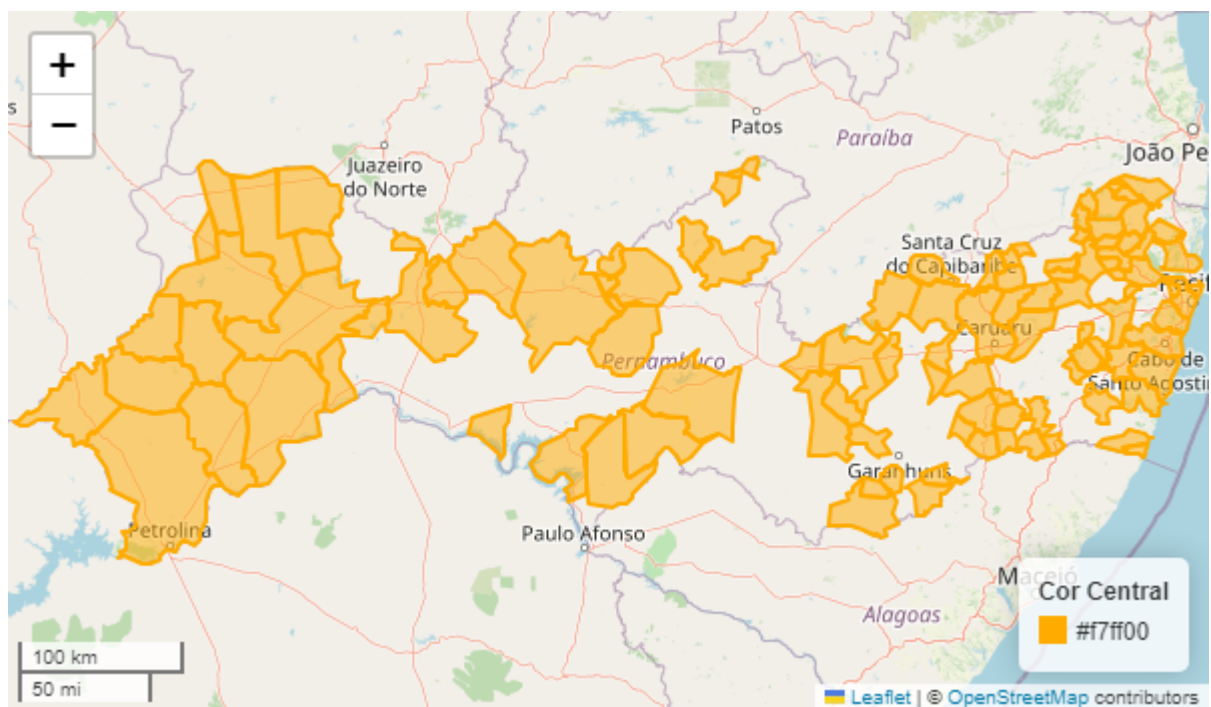 +
−
s
Patos
Paraíba
João Pe
Juazeiro
do Norte
Santa Cruz
do Capibaribe
Recif
Caruaru
Pernambuco
Cabo de
Santo Agostin
Garanhuns
Petrolina
Paulo Afonso
Maceió
Alagoas
Cor Central
#f7ff00
100 km
50 mi
Leaflet | © OpenStreetMap contributors